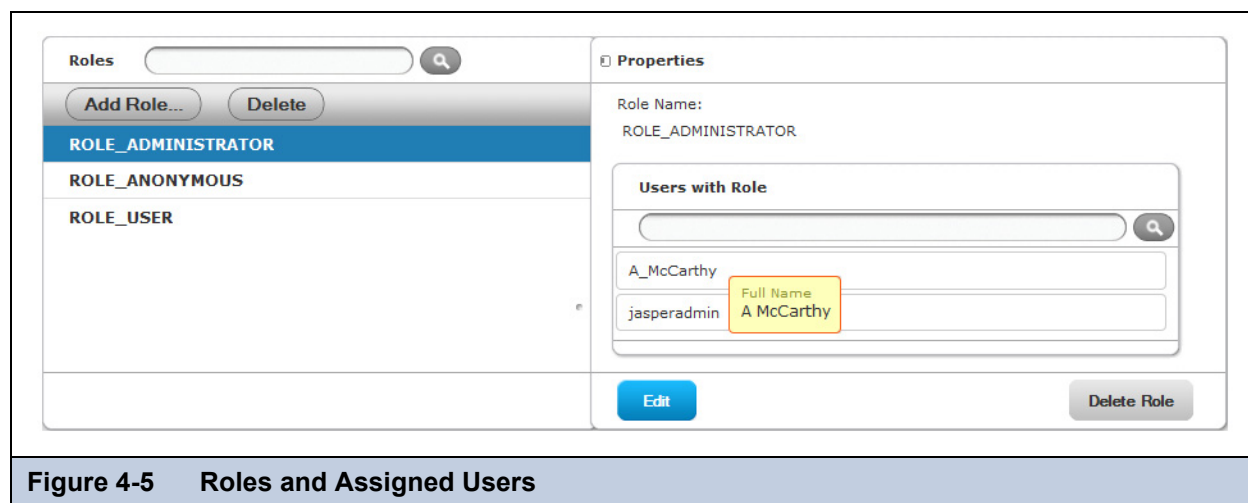 Roles
Add Role... Delete
ROLE_ADMINISTRATOR
ROLE_ANONYMOUS
ROLE_USER
Properties
Role Name:
ROLE_ADMINISTRATOR
Users with Role
A_McCarthy
jasperadmin
Full Name
A McCarthy
Edit Delete Role
Figure 4-5 Roles and Assigned Users